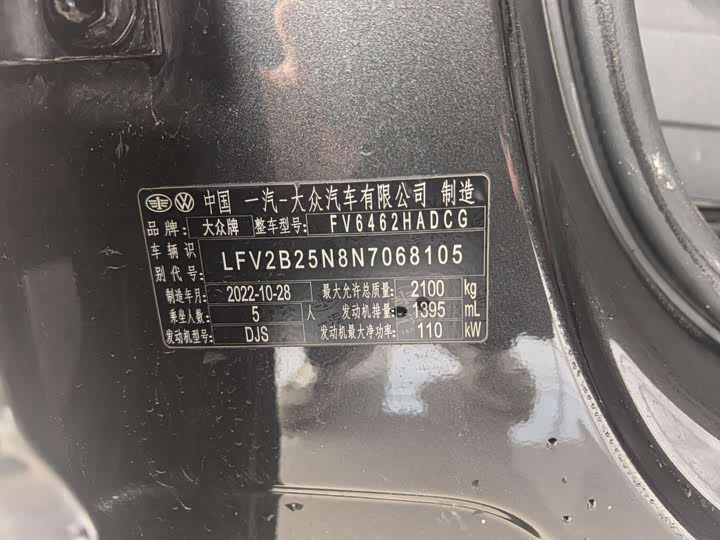 中国 一汽-大众汽车有限公司 制造
品牌: 大众牌 整车型号: FV6462HADCG
车辆识别代号: LFV2B25N8N7068105
制造年月: 2022-10-28 最大允许总质量: 2100 kg
乘坐人数: 5 人 发动机排量: 1395 mL
发动机型号: DJS 发动机最大净功率: 110 kW